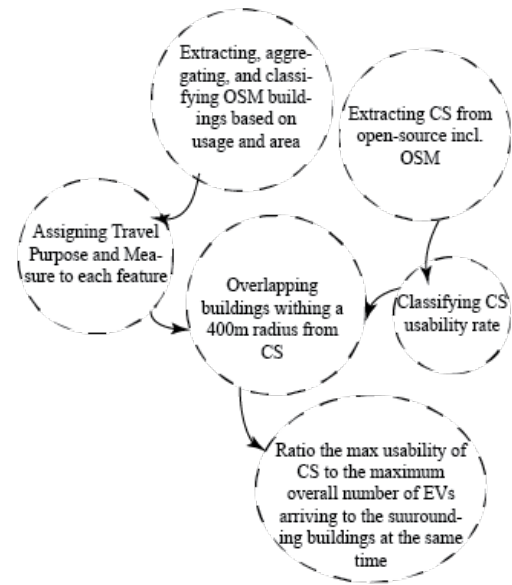 Extracting, aggre-
gating, and classi-
fying OSM build-
ings based on
usage and area
Extracting CS from
open-source incl.
OSM
Assigning Travel
Purpose and Mea-
sure to each feature
Overlapping
buildings withing a
400m radius from
CS
Classifying CS
usability rate
Ratio the max usability of
CS to the maximum
overall number of EVs
arriving to the suuround-
ing buildings at the same
time